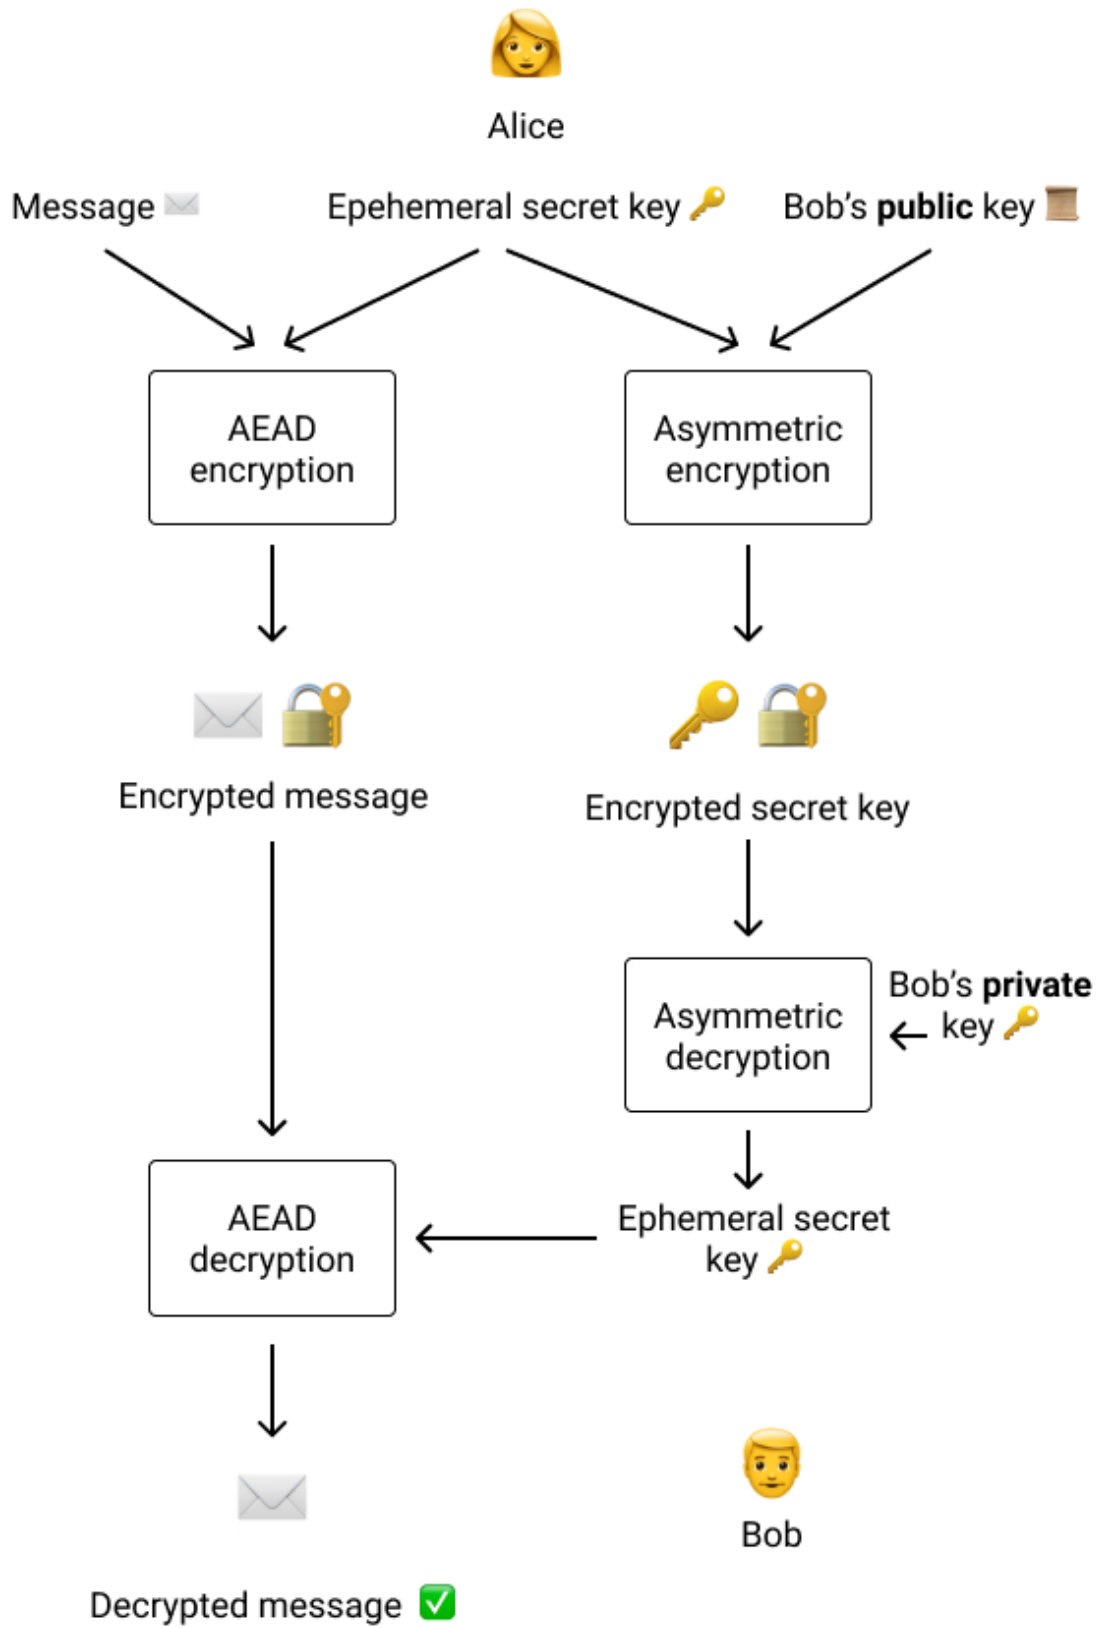 Alice
Message
Epehemeral secret key
Bob's public key
AEAD
encryption
Asymmetric
encryption
Encrypted message
Encrypted secret key
Asymmetric
decryption
Bob's private
key
AEAD
decryption
Ephemeral secret
key
Bob
Decrypted message